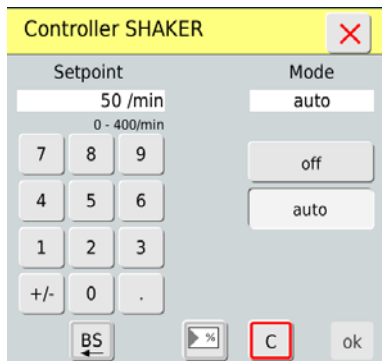 Controller SHAKER
Setpoint Mode
50 /min auto
0 - 400/min
7 8 9 off
4 5 6 auto
1 2 3
+/- 0 .
BS % C ok